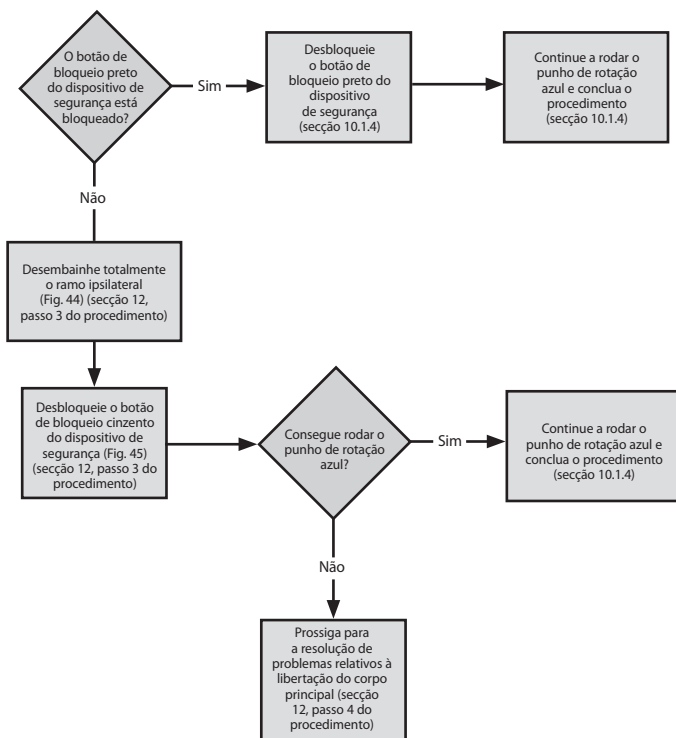 O botão de
bloqueio preto
do dispositivo de
segurança está
bloqueado?
Sim
Desbloqueie
o botão de
bloqueio preto do
dispositivo
de segurança
(secção 10.1.4)
Continue a rodar o
punho de rotação
azul e conclua o
procedimento
(secção 10.1.4)
Não
Desembainhe totalmente
o ramo ipsilateral
(Fig. 44) (secção 12,
passo 3 do procedimento)
Desbloqueie o botão
de bloqueio cinzento
do dispositivo de
segurança (Fig. 45)
(secção 12, passo 3 do
procedimento)
Consegue rodar o
punho de rotação
azul?
Sim
Continue a rodar o
punho de rotação azul e
conclua o procedimento
(secção 10.1.4)
Não
Prossiga para
a resolução de
problemas relativos à
libertação do corpo
principal (secção
12, passo 4 do
procedimento)